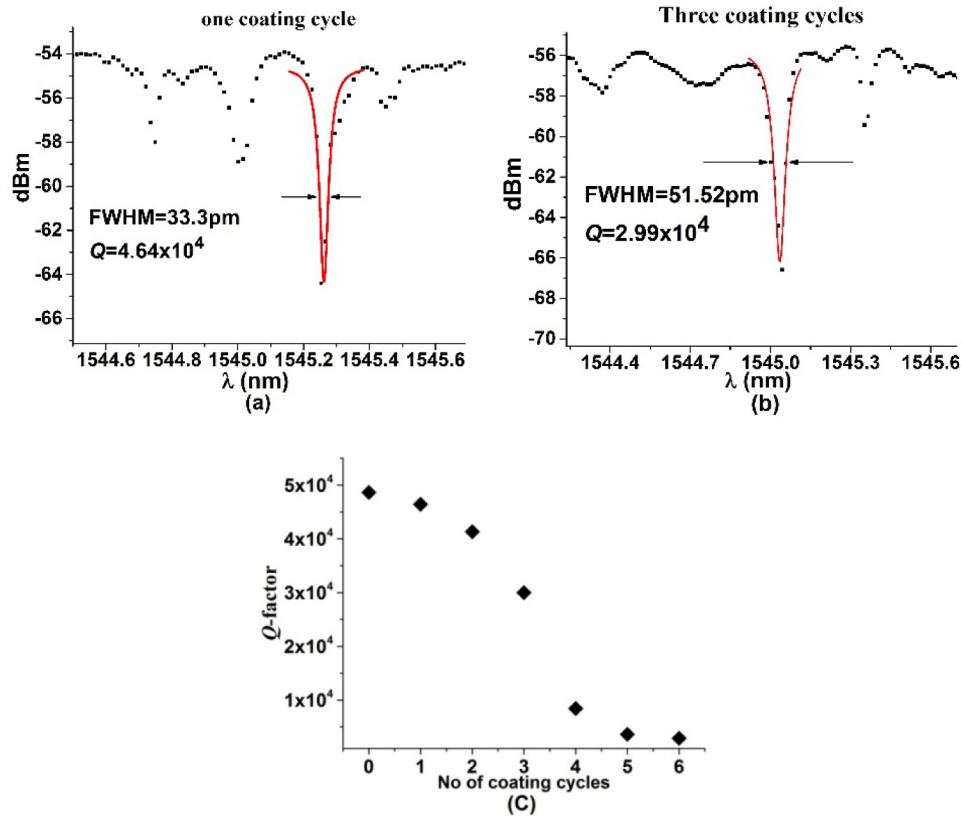 one coating cycle
-54
-56
-58
-60
-62
-64
-66
dBm
FWHM=33.3pm
Q=4.64x10^4
1544.6 1544.8 1545.0 1545.2 1545.4 1545.6
λ (nm)
(a)
Three coating cycles
-56
-58
-60
-62
-64
-66
-68
-70
dBm
FWHM=51.52pm
Q=2.99x10^4
1544.4 1544.7 1545.0 1545.3 1545.6
λ (nm)
(b)
5x10^4
4x10^4
3x10^4
2x10^4
1x10^4
Q-factor
0 1 2 3 4 5 6
No of coating cycles
(C)